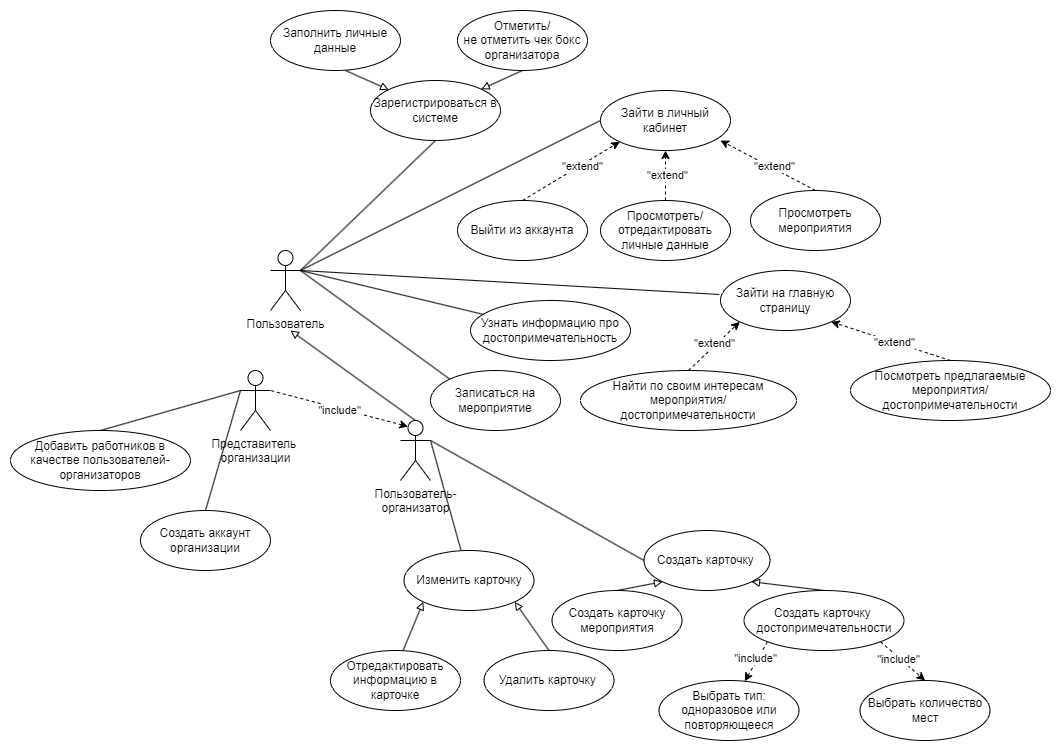 Заполнить личные
данные
Отметить/
не отметить чек бокс
организатора
Зарегистрироваться в
системе
Зайти в личный
кабинет
"extend"
"extend"
"extend"
Выйти из аккаунта
Просмотреть/
отредактировать
личные данные
Просмотреть
мероприятия
Пользователь
Зайти на главную
страницу
Узнать информацию про
достопримечательность
"extend"
"extend"
Записаться на
мероприятие
Найти по своим интересам
мероприятия/
достопримечательности
Посмотреть предлагаемые
мероприятия/
достопримечательности
"include"
Представитель
организации
Добавить работников в
качестве пользователей-
организаторов
Пользователь-
организатор
Создать аккаунт
организации
Изменить карточку
Создать карточку
Создать карточку
мероприятия
Создать карточку
достопримечательности
"include"
"include"
Отредактировать
информацию в
карточке
Удалить карточку
Выбрать тип:
одноразовое или
повторяющееся
Выбрать количество
мест